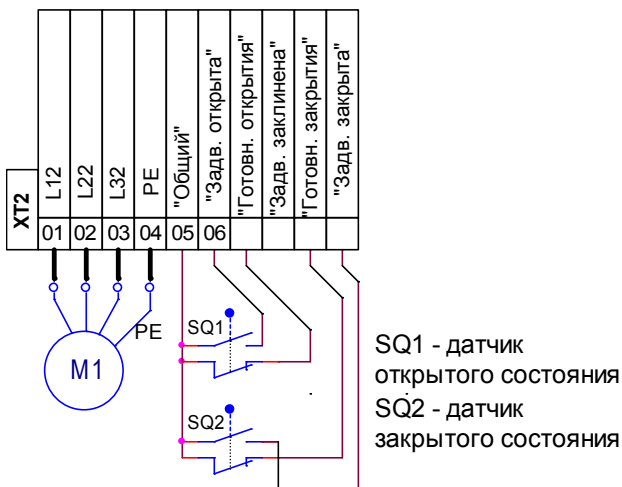 XT2
L12
L22
L32
PE
"Общий"
"Задв. открыта"
"Готовн. открытия"
"Задв. заклинена"
"Готовн. закрытия"
"Задв. закрыта"
01 02 03 04 05 06
PE
M1
SQ1
SQ2
SQ1 - датчик
открытого состояния
SQ2 - датчик
закрытого состояния